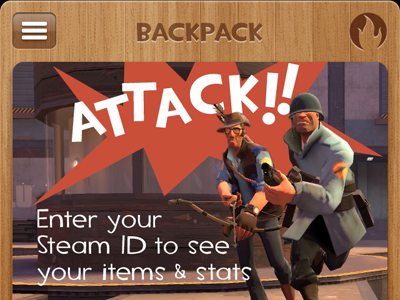 BACKPACK
ATTACK!!
Enter your
Steam ID to see
your items & stats